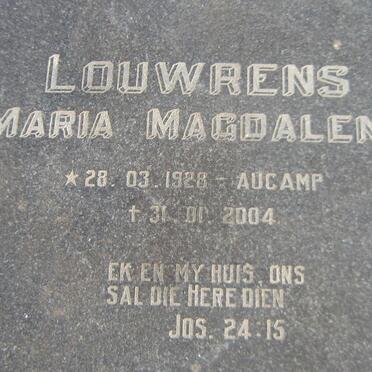 LOUWRENS
MARIA MAGDALEN
* 28. 03. 1928 - AUCAMP
† 31. 01. 2004
EK EN MY HUIS, ONS
SAL DIE HERE DIEN
JOS. 24:15